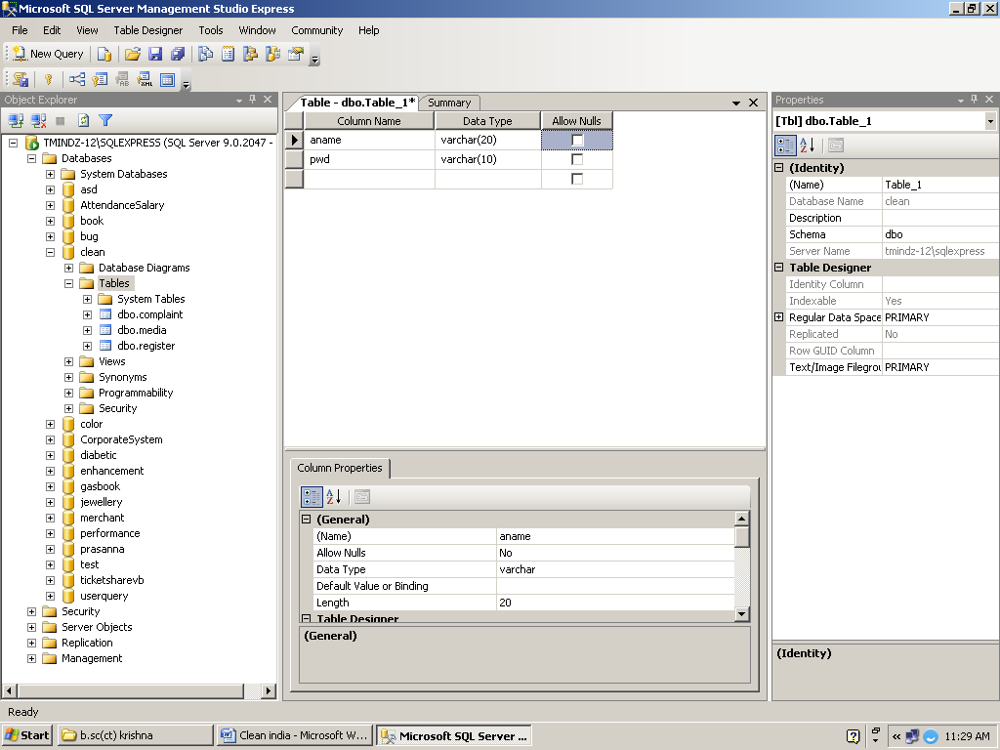 Microsoft SQL Server Management Studio Express
File Edit View Table Designer Tools Window Community Help
New Query
Object Explorer
TMINDZ-12\SQLEXPRESS (SQL Server 9.0.2047 -
Databases
System Databases
asd
AttendanceSalary
book
bug
clean
Database Diagrams
Tables
System Tables
dbo.complaint
dbo.media
dbo.register
Views
Synonyms
Programmability
Security
color
CorporateSystem
diabetic
enhancement
gasbook
jewellery
merchant
performance
prasanna
test
ticketsharevb
userquery
Security
Server Objects
Replication
Management
Table - dbo.Table_1* Summary
Column Name Data Type Allow Nulls
aname varchar(20)
pwd varchar(10)
Column Properties
(General)
(Name) aname
Allow Nulls No
Data Type varchar
Default Value or Binding
Length 20
Table Designer
(General)
Properties
[Tbl] dbo.Table_1
(Identity)
(Name) Table_1
Database Name clean
Description
Schema dbo
Server Name tmindz-12\sqlexpress
Table Designer
Identity Column
Indexable Yes
Regular Data Space PRIMARY
Replicated No
Row GUID Column
Text/Image Filegrou PRIMARY
(Identity)
Ready
Start b.sc(ct) krishna Clean india - Microsoft W... Microsoft SQL Server ... 11:29 AM